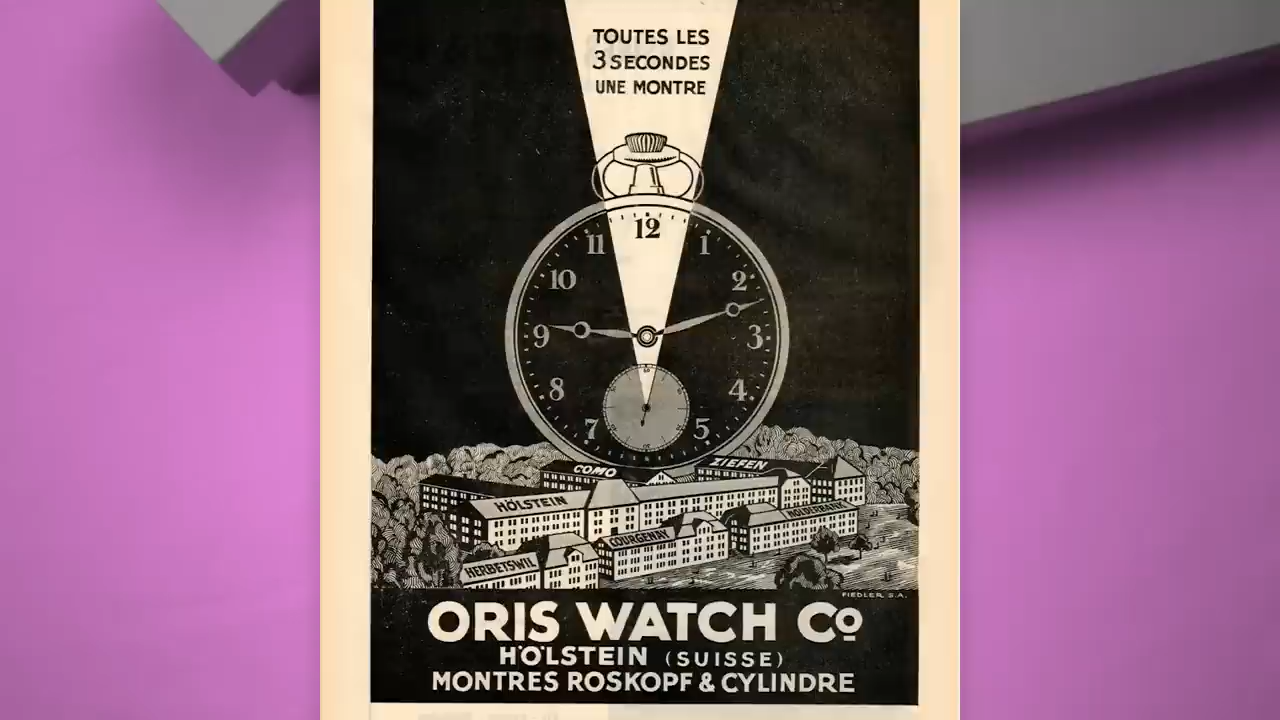 TOUTES LES
3 SECONDES
UNE MONTRE
12
11 1
10 2
9 3
8 4
7 5
COMO ZIEFEN
HÖLSTEIN HOLDERBANK
COURGENAY
HERBETSWIL
FIEDLER S.A.
ORIS WATCH Co
HÖLSTEIN (SUISSE)
MONTRES ROSKOPF & CYLINDRE